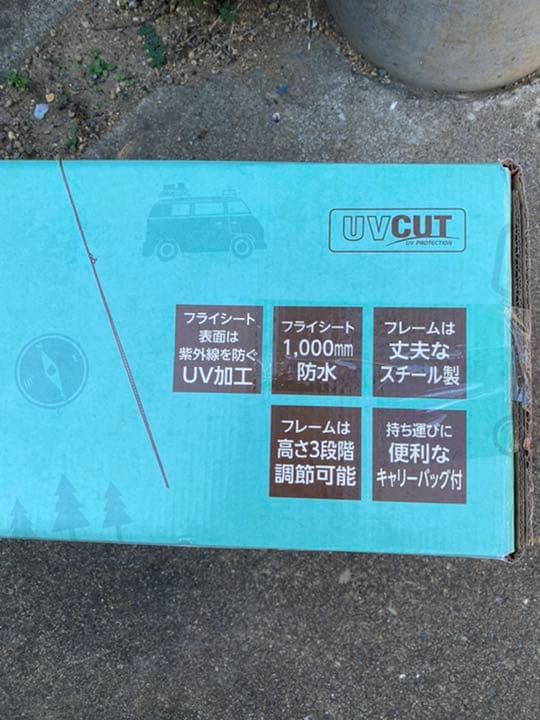 UVCUT
UV PROTECTION
フライシート
表面は
紫外線を防ぐ
UV加工
フライシート
1,000mm
防水
フレームは
丈夫な
スチール製
フレームは
高さ3段階
調節可能
持ち運びに
便利な
キャリーバッグ付